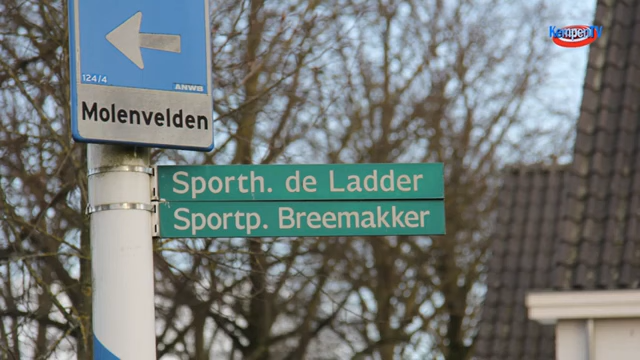 KempenTV
124/4
ANWB
Molenvelden
Sporth. de Ladder
Sportp. Breemakker